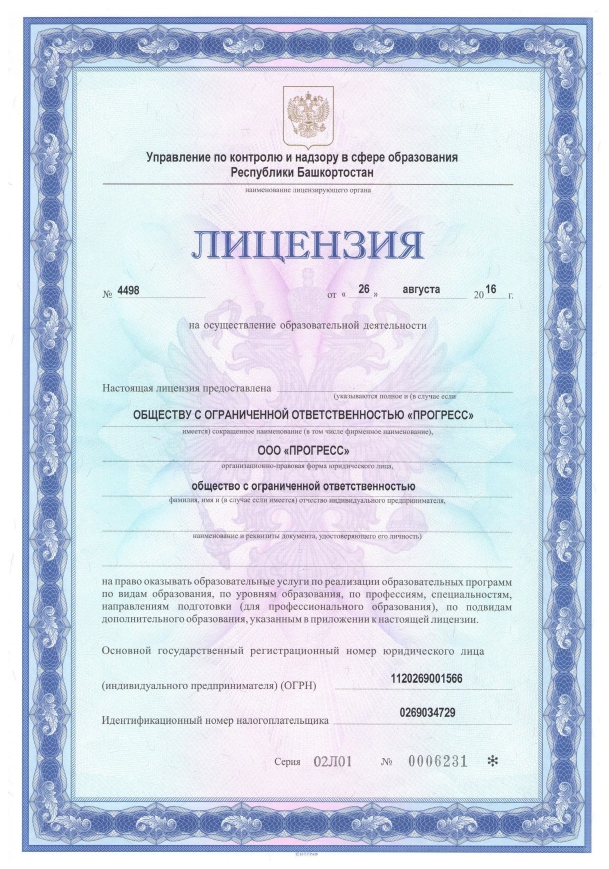 Управление по контролю и надзору в сфере образования
Республики Башкортостан
наименование лицензирующего органа
ЛИЦЕНЗИЯ
№ 4498 от « 26 » августа 2016 г.
на осуществление образовательной деятельности
Настоящая лицензия предоставлена
(указываются полное и (в случае если
ОБЩЕСТВУ С ОГРАНИЧЕННОЙ ОТВЕТСТВЕННОСТЬЮ «ПРОГРЕСС»
имеется) сокращенное наименование (в том числе фирменное наименование),
ООО «ПРОГРЕСС»
организационно-правовая форма юридического лица,
общество с ограниченной ответственностью
фамилия, имя и (в случае если имеется) отчество индивидуального предпринимателя,
наименование и реквизиты документа, удостоверяющего его личность)
на право оказывать образовательные услуги по реализации образовательных программ
по видам образования, по уровням образования, по профессиям, специальностям,
направлениям подготовки (для профессионального образования), по подвидам
дополнительного образования, указанным в приложении к настоящей лицензии.
Основной государственный регистрационный номер юридического лица
(индивидуального предпринимателя) (ОГРН) 1120269001566
Идентификационный номер налогоплательщика 0269034729
Серия 02Л01 № 0006231 *